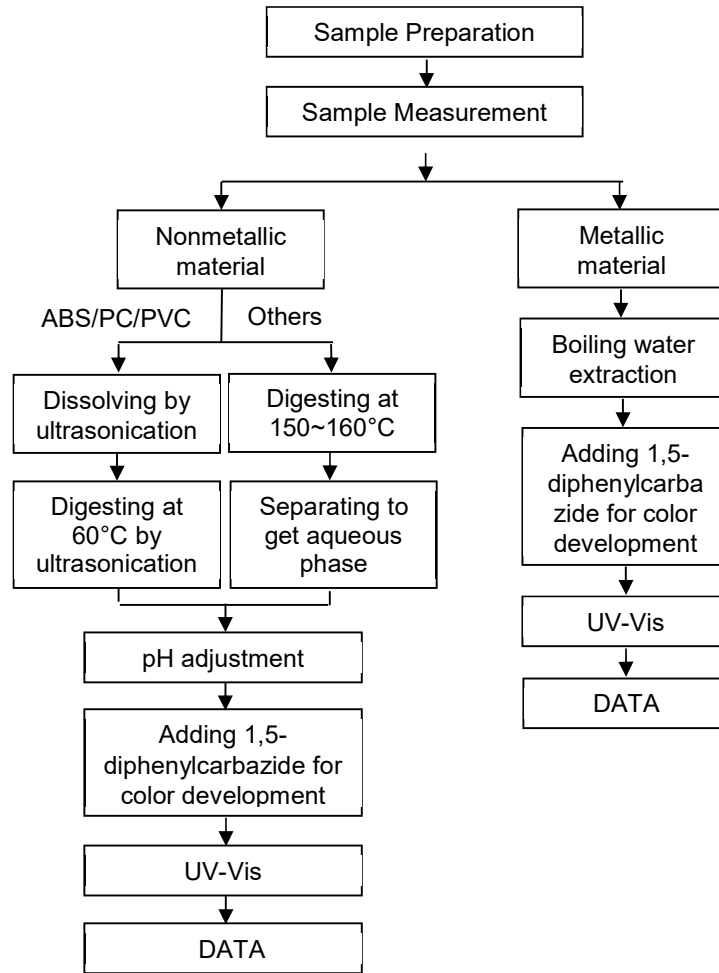 Sample Preparation
Sample Measurement
Nonmetallic
material
Metallic
material
ABS/PC/PVC
Others
Boiling water
extraction
Dissolving by
ultrasonication
Digesting at
150~160°C
Adding 1,5-
diphenylcarba
zide for color
development
Digesting at
60°C by
ultrasonication
Separating to
get aqueous
phase
UV-Vis
pH adjustment
DATA
Adding 1,5-
diphenylcarbazide for
color development
UV-Vis
DATA